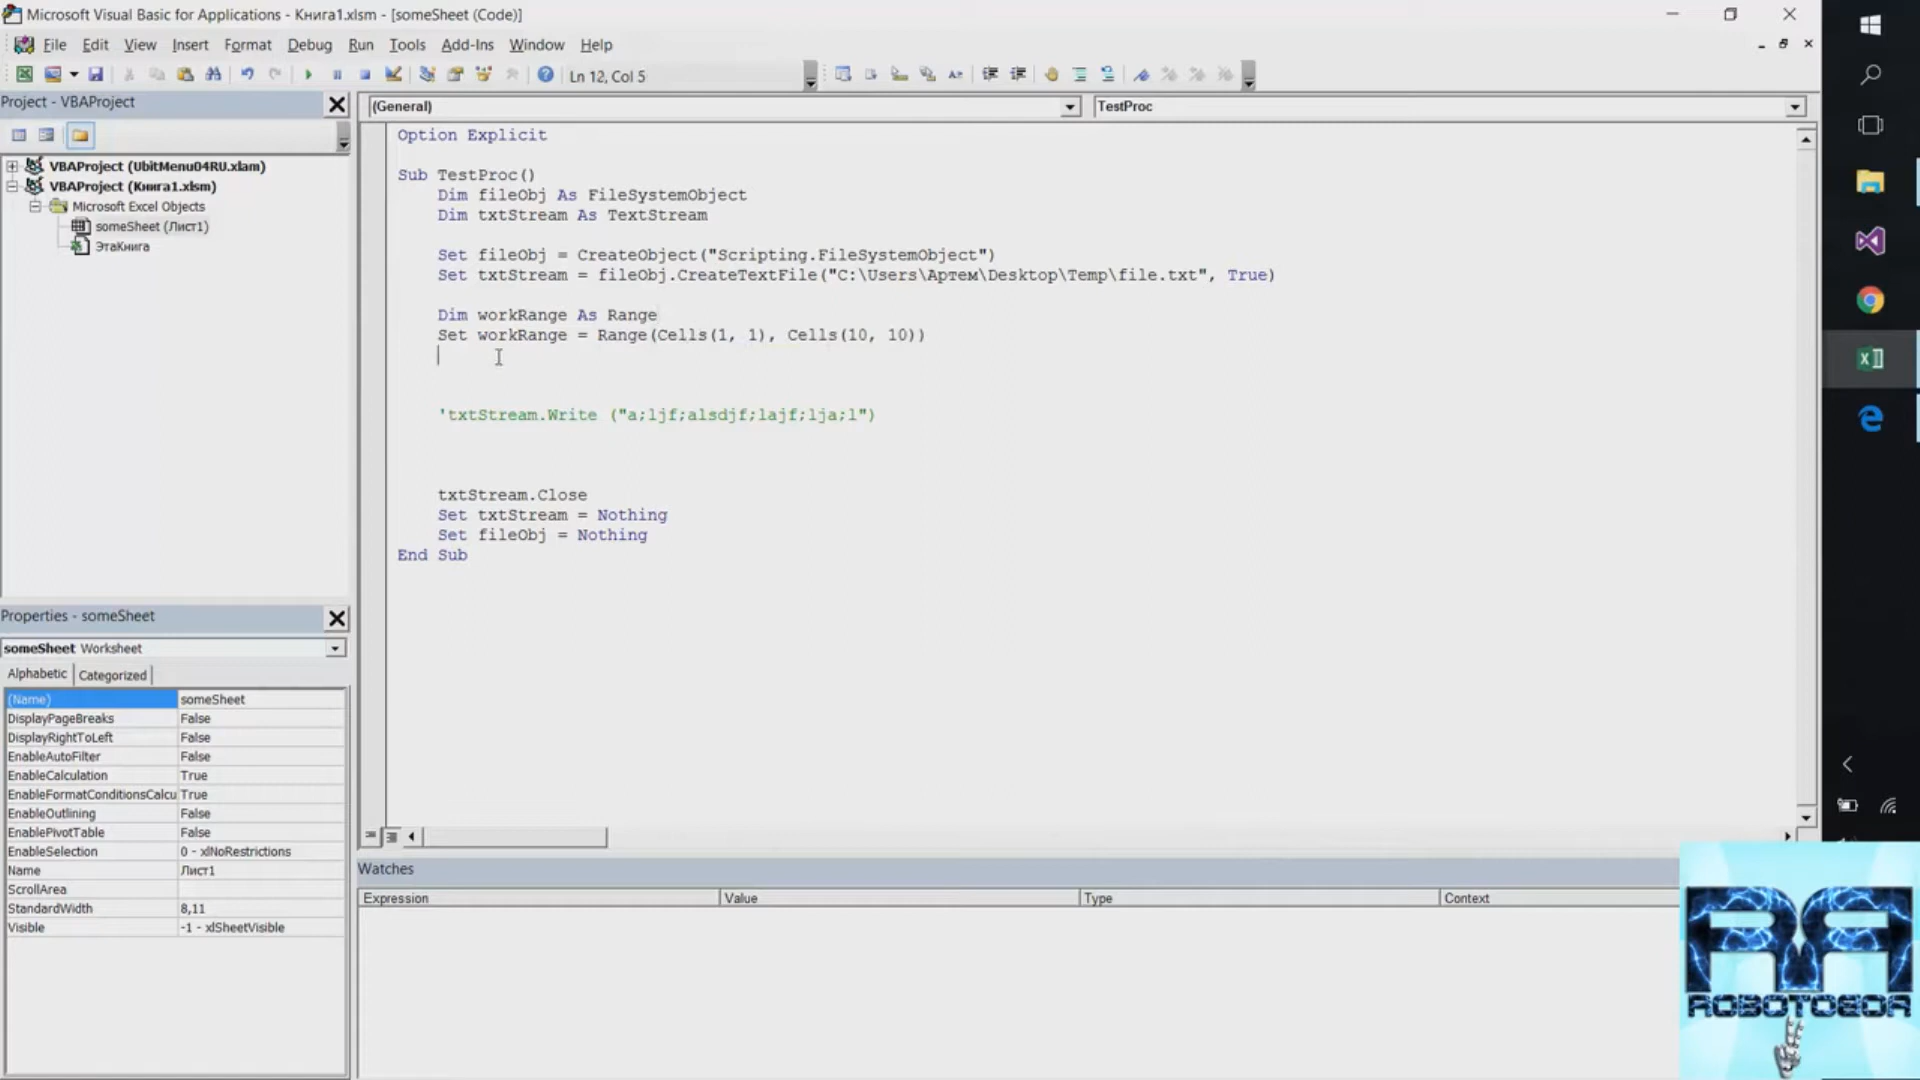 Microsoft Visual Basic for Applications - Книга1.xlsm - [someSheet (Code)]
File Edit View Insert Format Debug Run Tools Add-Ins Window Help
Ln 12, Col 5
Project - VBAProject
(General)
TestProc
VBAProject (UbitMenu04RU.xlam)
VBAProject (Книга1.xlsm)
Microsoft Excel Objects
someSheet (Лист1)
ЭтаКнига
Option Explicit
Sub TestProc()
Dim fileObj As FileSystemObject
Dim txtStream As TextStream
Set fileObj = CreateObject("Scripting.FileSystemObject")
Set txtStream = fileObj.CreateTextFile("C:\Users\Артем\Desktop\Temp\file.txt", True)
Dim workRange As Range
Set workRange = Range(Cells(1, 1), Cells(10, 10))
'txtStream.Write ("a;ljf;alsdjf;lajf;lja;l")
txtStream.Close
Set txtStream = Nothing
Set fileObj = Nothing
End Sub
Properties - someSheet
someSheet Worksheet
Alphabetic Categorized
(Name) someSheet
DisplayPageBreaks False
DisplayRightToLeft False
EnableAutoFilter False
EnableCalculation True
EnableFormatConditionsCalcu True
EnableOutlining False
EnablePivotTable False
EnableSelection 0 - xlNoRestrictions
Name Лист1
ScrollArea
StandardWidth 8,11
Visible -1 - xlSheetVisible
Watches
Expression Value Type Context